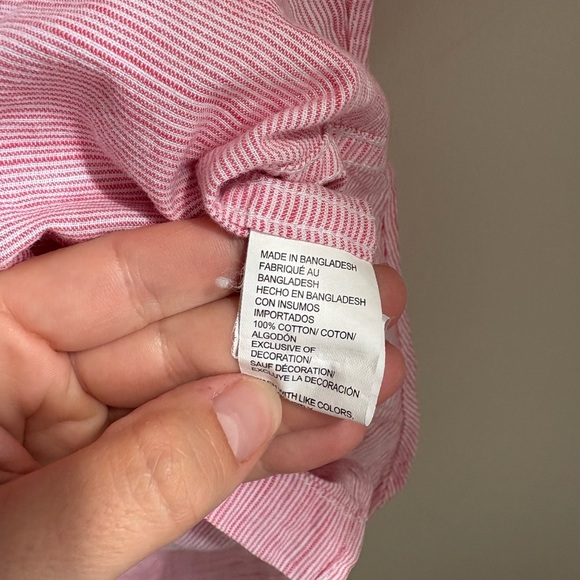 MADE IN BANGLADESH
FABRIQUÉ AU
BANGLADESH
HECHO EN BANGLADESH
CON INSUMOS
IMPORTADOS
100% COTTON/ COTON/
ALGODÓN
EXCLUSIVE OF
DECORATION/
SAUF DÉCORATION/
EXCLUYE LA DECORACIÓN
WITH LIKE COLORS,